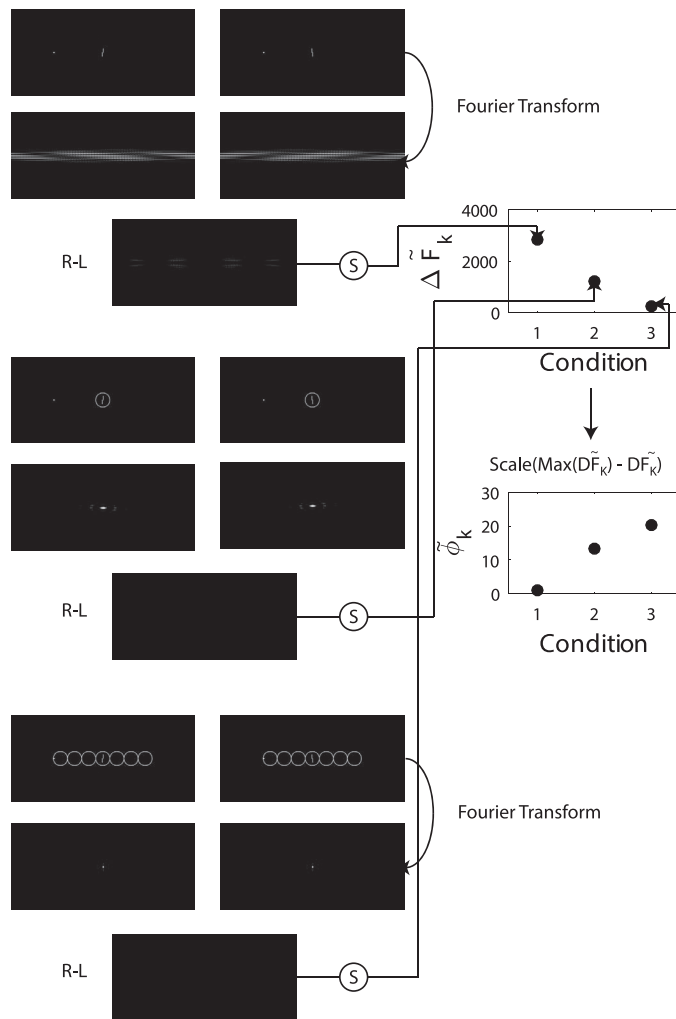 Fourier Transform
R-L
S
4000
2000
0
Δ F̃ k
1 2 3
Condition
Scale(Max(DF̃K) - DF̃K)
30
20
10
0
ϕ̃k
1 2 3
Condition
R-L
S
Fourier Transform
R-L
S